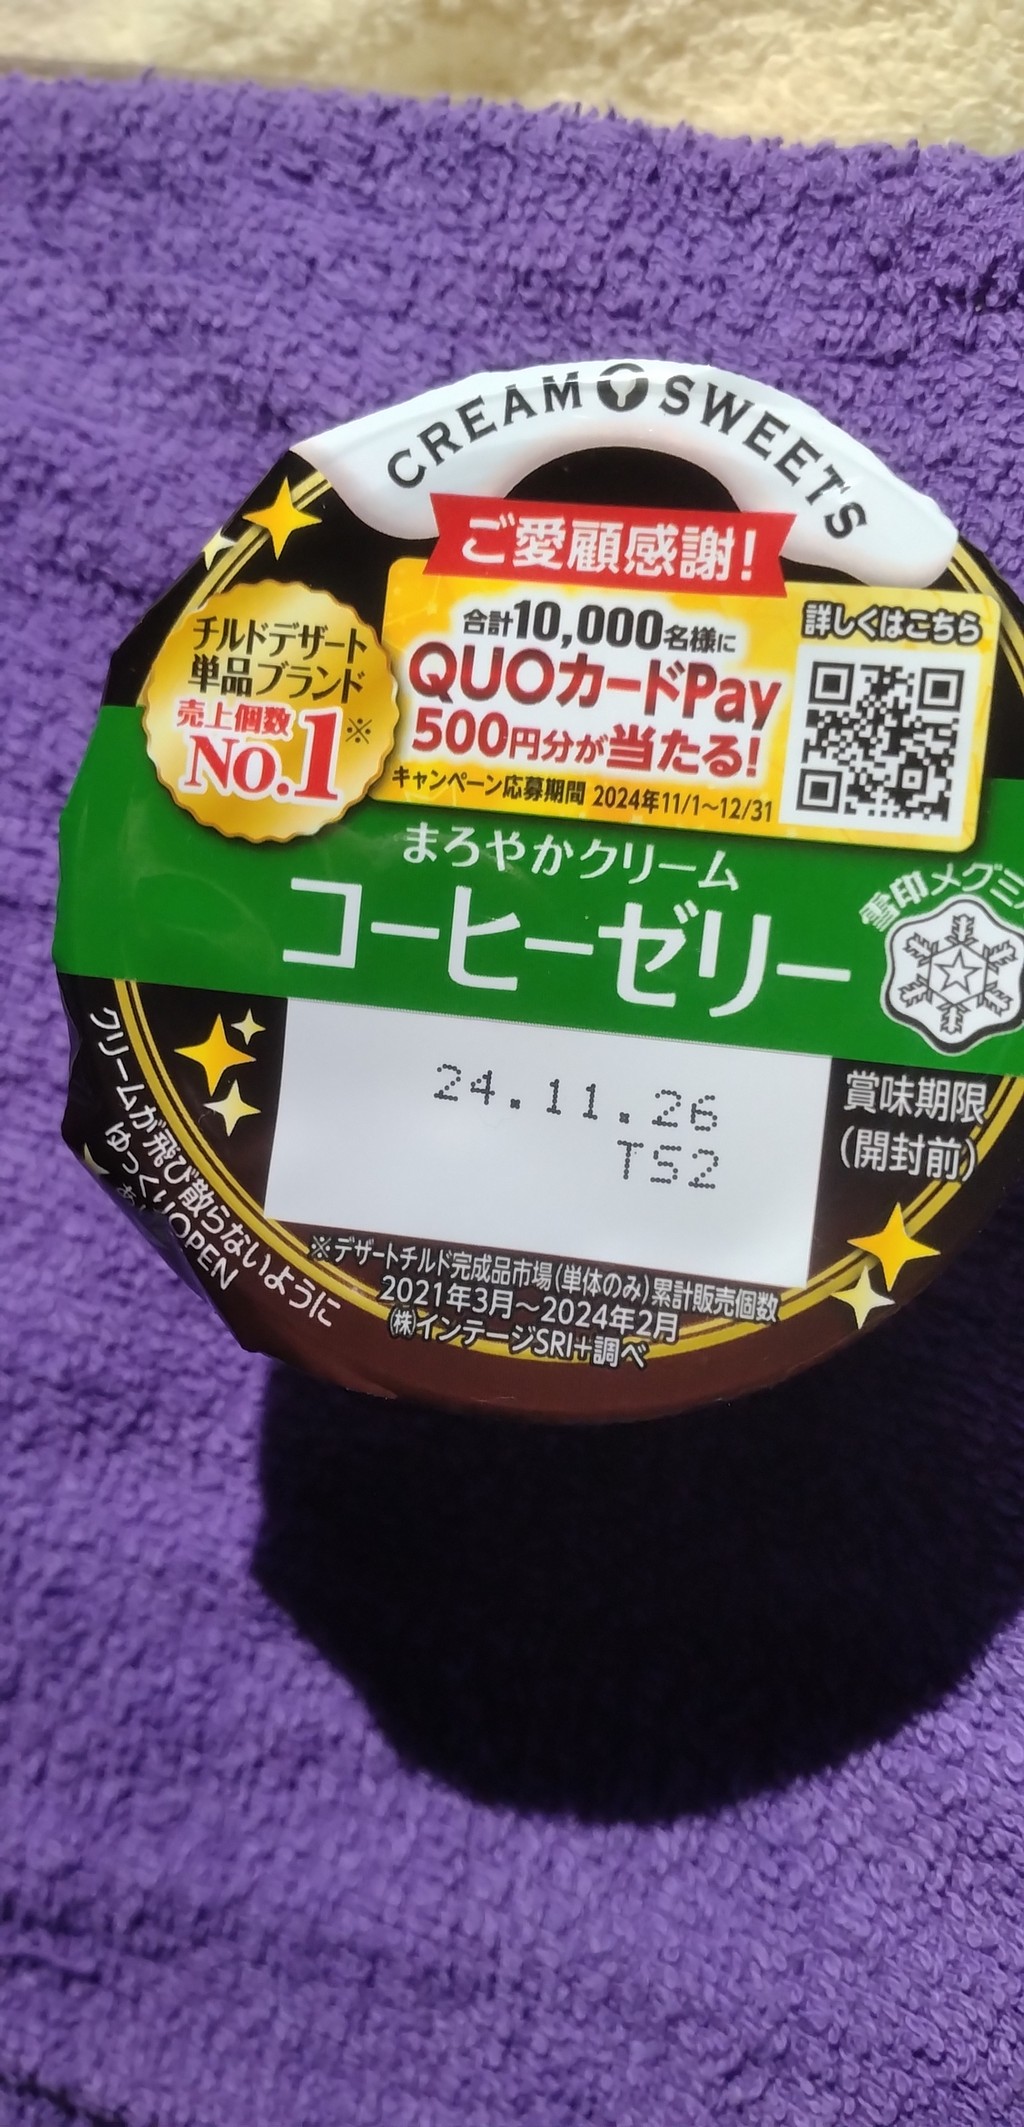 CREAM SWEETS
ご愛顧感謝!
合計10,000名様に
QUOカードPay
500円分が当たる!
キャンペーン応募期間 2024年11/1~12/31
詳しくはこちら
チルドデザート
単品ブランド
売上個数
No.1※
まろやかクリーム
コーヒーゼリー
雪印メグミ
24.11.26
T52
賞味期限
(開封前)
クリームが飛び散らないように
ゆっくりOPEN
※デザートチルド完成品市場(単体のみ)累計販売個数
2021年3月~2024年2月
(株)インテージSRI+調べ